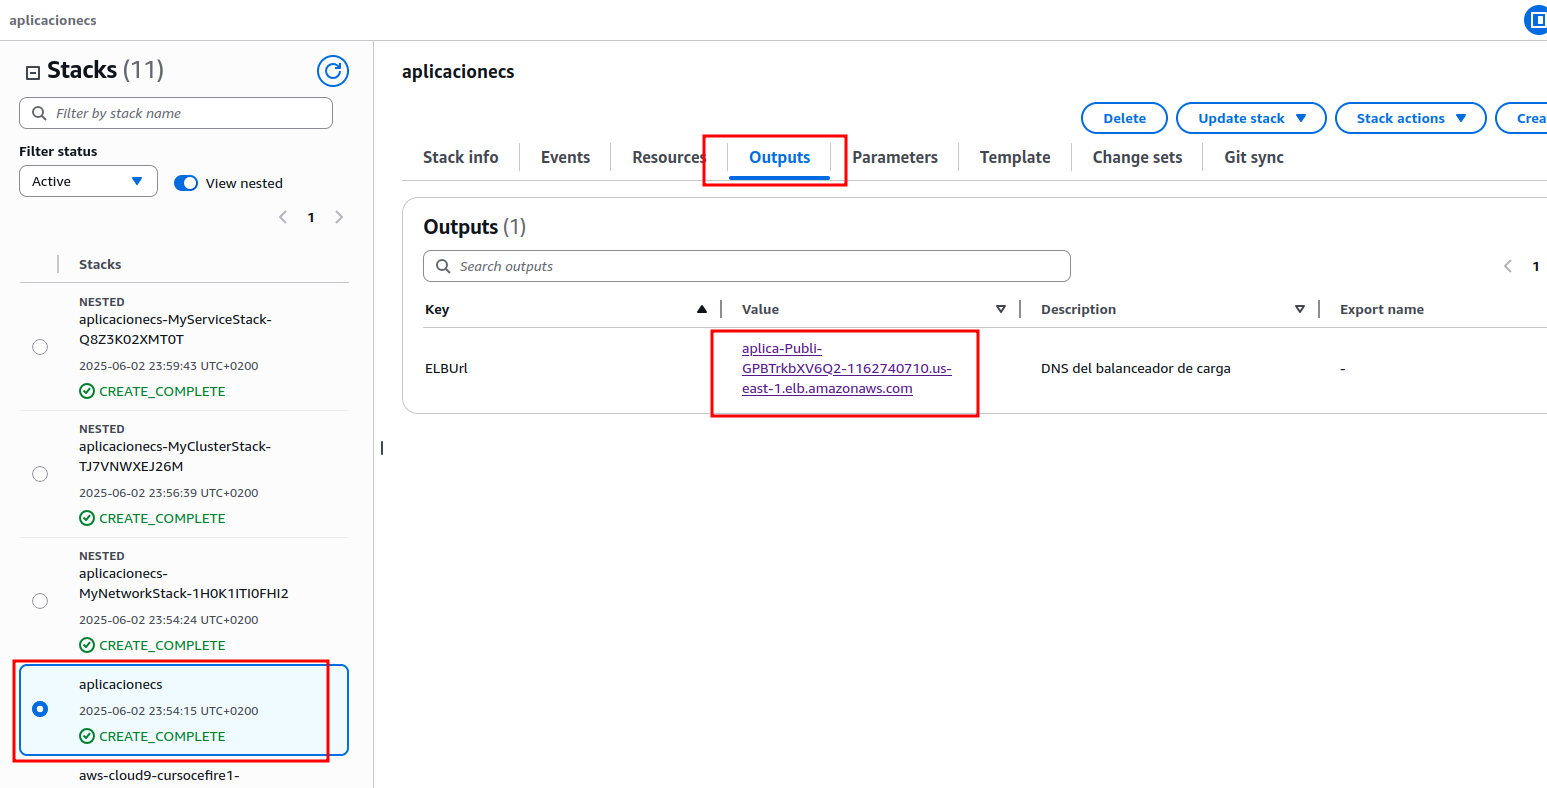 aplicacionecs
Stacks (11)
Filter by stack name
Filter status
Active
View nested
1
Stacks
NESTED
aplicacionecs-MyServiceStack-
Q8Z3K02XMT0T
2025-06-02 23:59:43 UTC+0200
CREATE_COMPLETE
NESTED
aplicacionecs-MyClusterStack-
TJ7VNWXEJ26M
2025-06-02 23:56:39 UTC+0200
CREATE_COMPLETE
NESTED
aplicacionecs-
MyNetworkStack-1H0K1ITI0FHI2
2025-06-02 23:54:24 UTC+0200
CREATE_COMPLETE
aplicacionecs
2025-06-02 23:54:15 UTC+0200
CREATE_COMPLETE
aws-cloud9-cursocefire1-
aplicacionecs
Delete
Update stack
Stack actions
Crea
Stack info
Events
Resources
Outputs
Parameters
Template
Change sets
Git sync
Outputs (1)
Search outputs
1
Key
Value
Description
Export name
ELBUrl
aplica-Publi-
GPBTrkbXV6Q2-1162740710.us-
east-1.elb.amazonaws.com
DNS del balanceador de carga
-